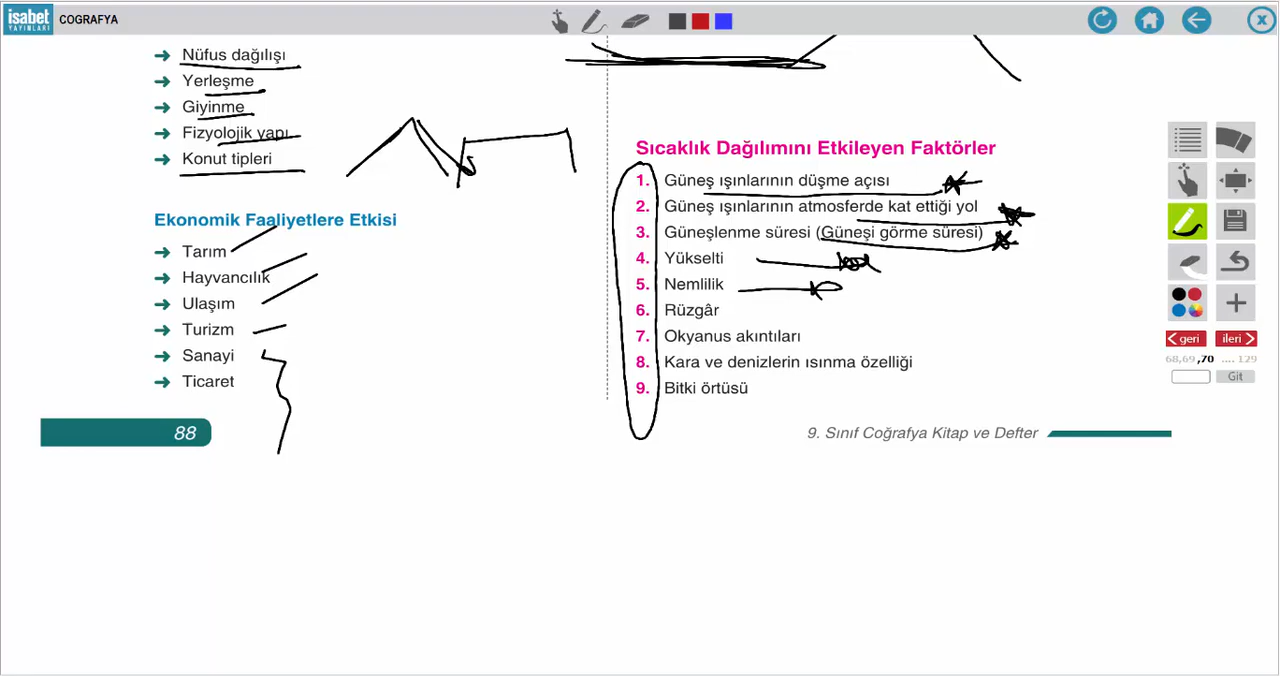 isabet
YAYINLARI
COGRAFYA
Nüfus dağılışı
Yerleşme
Giyinme
Fizyolojik yapı
Konut tipleri
Ekonomik Faaliyetlere Etkisi
Tarım
Hayvancılık
Ulaşım
Turizm
Sanayi
Ticaret
88
Sıcaklık Dağılımını Etkileyen Faktörler
1. Güneş ışınlarının düşme açısı
2. Güneş ışınlarının atmosferde kat ettiği yol
3. Güneşlenme süresi (Güneşi görme süresi)
4. Yükselti
5. Nemlilik
6. Rüzgâr
7. Okyanus akıntıları
8. Kara ve denizlerin ısınma özelliği
9. Bitki örtüsü
9. Sınıf Coğrafya Kitap ve Defter
geri ileri
68,69,70 .... 129
Git